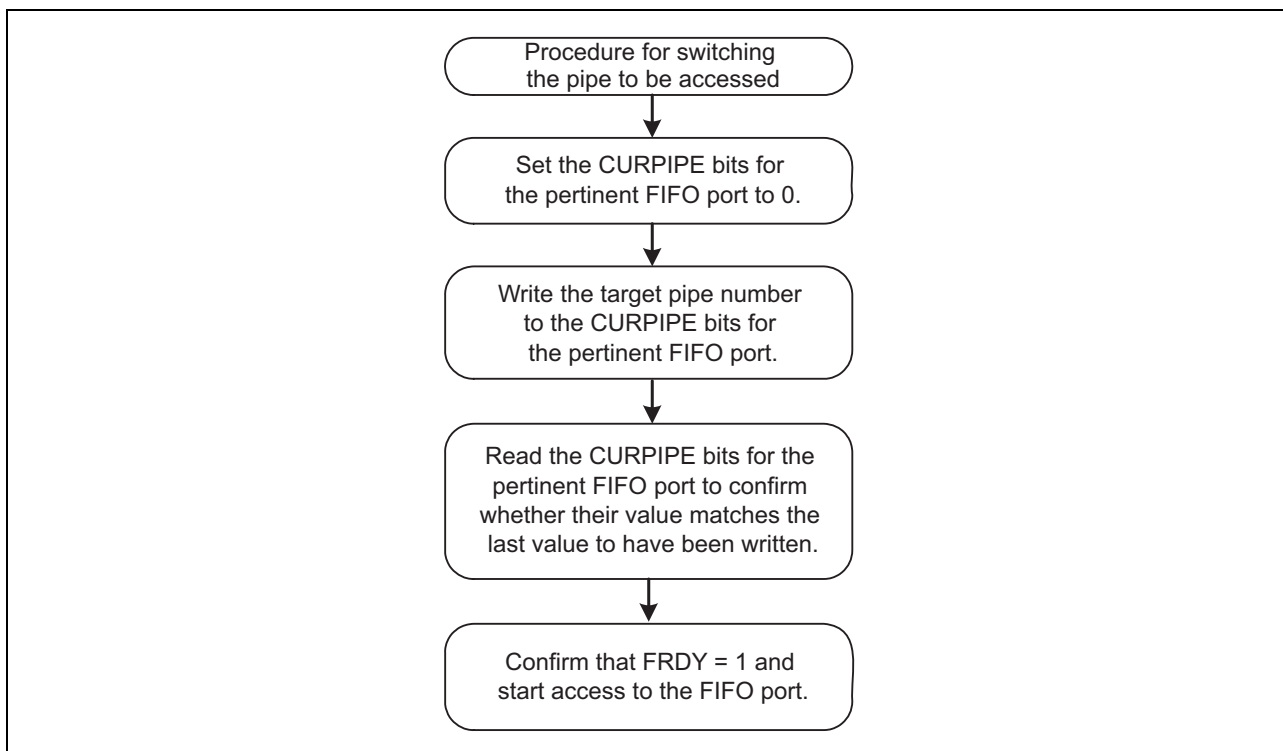 Procedure for switching
the pipe to be accessed
Set the CURPIPE bits for
the pertinent FIFO port to 0.
Write the target pipe number
to the CURPIPE bits for
the pertinent FIFO port.
Read the CURPIPE bits for the
pertinent FIFO port to confirm
whether their value matches the
last value to have been written.
Confirm that FRDY = 1 and
start access to the FIFO port.